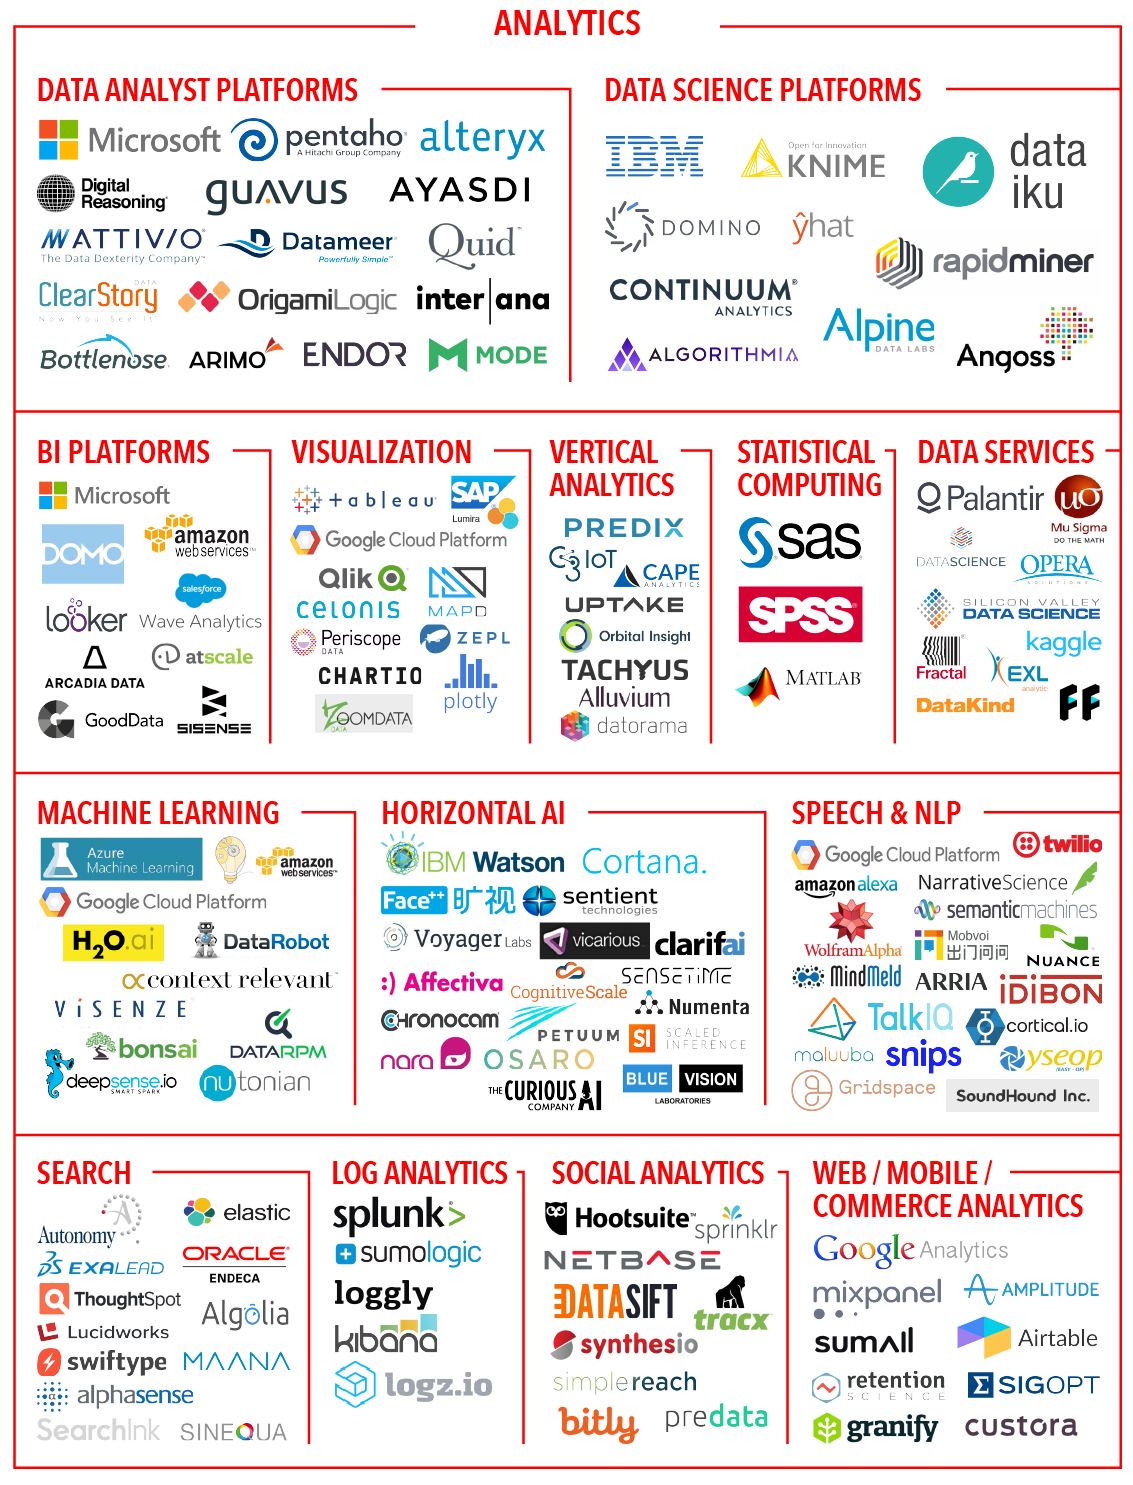 ANALYTICS
DATA ANALYST PLATFORMS
Microsoft
pentaho
A Hitachi Group Company
alteryx
Digital
Reasoning
guavus
AYASDI
ATTIVIO
The Data Dexterity Company
Datameer
Powerfully Simple
Quid
DATA
ClearStory
Now You See It
OrigamiLogic
inter|ana
Bottlenose
ARIMO
ENDOR
MODE
DATA SCIENCE PLATFORMS
IBM
Open for Innovation
KNIME
data
iku
DOMINO
ŷhat
rapidminer
CONTINUUM
ANALYTICS
Alpine
DATA LABS
ALGORITHMIA
Angoss
BI PLATFORMS
Microsoft
DOMO
amazon
web services
salesforce
Wave Analytics
looker
ARCADIA DATA
atscale
GoodData
SISENSE
VISUALIZATION
+ableau
SAP
Lumira
Google Cloud Platform
Qlik
MAPD
celonis
Periscope
DATA
ZEPL
CHARTIO
plotly
ZOOMDATA
DATA
VERTICAL
ANALYTICS
PREDIX
C3 IoT
CAPE
ANALYTICS
UPTAKE
Orbital Insight
TACHYUS
Alluvium
datorama
STATISTICAL
COMPUTING
sas
SPSS
MATLAB
DATA SERVICES
Palantir
uo
Mu Sigma
DO THE MATH
DATASCIENCE
OPERA
SOLUTIONS
SILICON VALLEY
DATA SCIENCE
kaggle
Fractal
EXL
analytics
DataKind
FF
MACHINE LEARNING
Azure
Machine Learning
amazon
web services
Google Cloud Platform
H2O.ai
DataRobot
context relevant
ViSENZE
bonsai
DATARPM
deepsense.io
SMART SPARK
nutonian
HORIZONTAL AI
IBM Watson
Cortana.
Face++ 旷视
sentient
technologies
Voyager Labs
vicarious
clarifai
:) Affectiva
CognitiveScale
SENSETIME
Numenta
Chronocam
PETUUM
SI
SCALED
INFERENCE
nara
OSARO
THE CURIOUS AI
COMPANY
BLUE VISION
LABORATORIES
SPEECH & NLP
Google Cloud Platform
twilio
amazon alexa
NarrativeScience
WolframAlpha
semanticmachines
Mobvoi
出门问问
NUANCE
MindMeld
ARRIA
iDIBON
TalkIQ
cortical.io
maluuba
snips
yseop
(EASY - OP)
Gridspace
SoundHound Inc.
SEARCH
Autonomy
elastic
EXALEAD
ORACLE
ENDECA
ThoughtSpot
Algolia
Lucidworks
swiftype
MAANA
alphasense
SearchInk
SINEQUA
LOG ANALYTICS
splunk>
sumologic
loggly
kibana
logz.io
SOCIAL ANALYTICS
Hootsuite
sprinklr
NETBASE
DATASIFT
tracx
synthesio
simplereach
bitly
predata
WEB / MOBILE /
COMMERCE ANALYTICS
Google Analytics
mixpanel
AMPLITUDE
sumAll
Airtable
retention
SCIENCE
SIGOPT
granify
custora